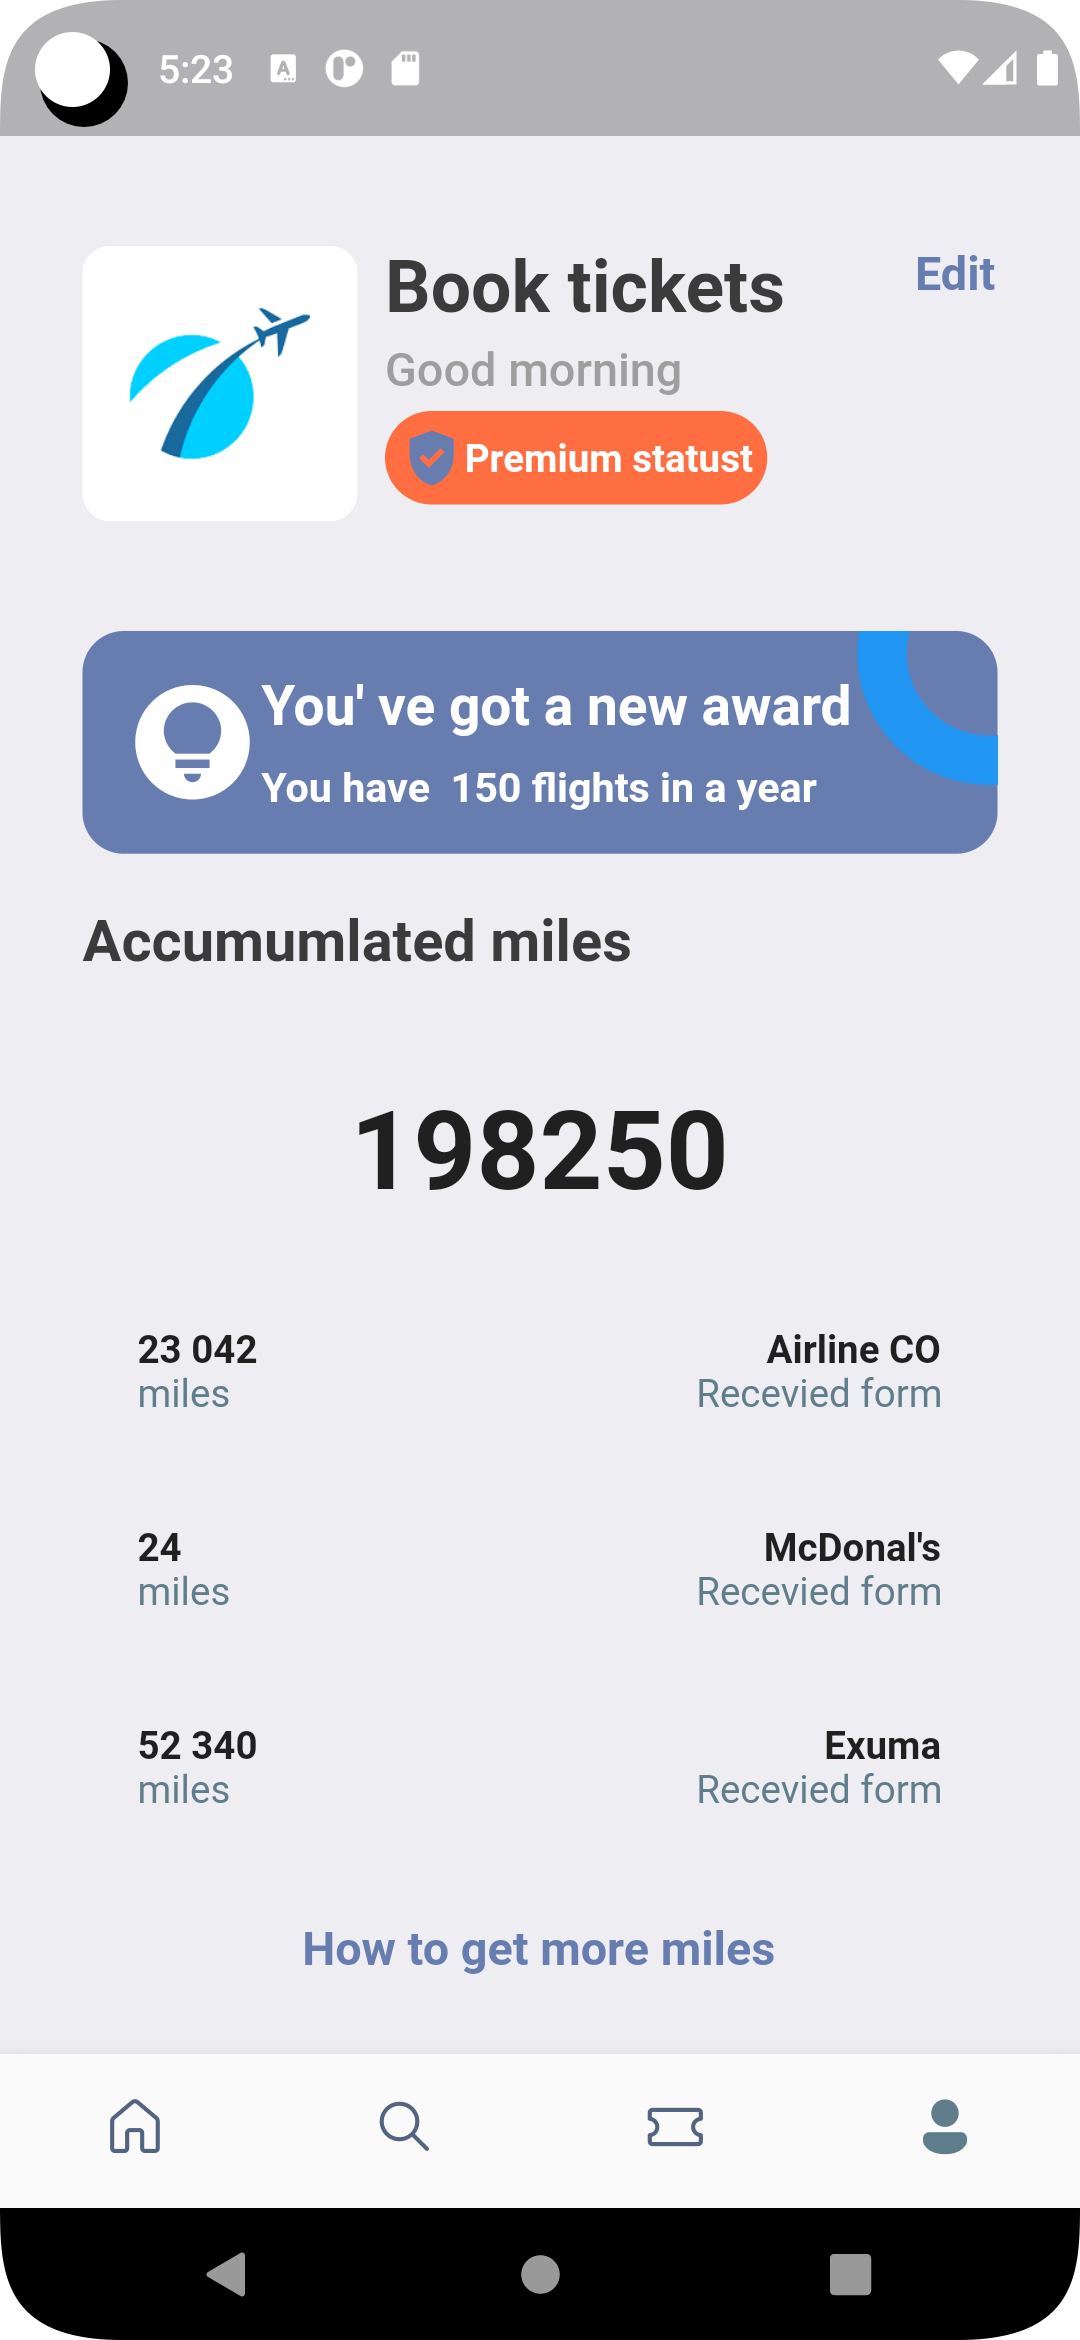 5:23
Book tickets
Edit
Good morning
Premium statust
You' ve got a new award
You have  150 flights in a year
Accumumlated miles
198250
23 042
Airline CO
miles
Recevied form
24
McDonal's
miles
Recevied form
52 340
Exuma
miles
Recevied form
How to get more miles